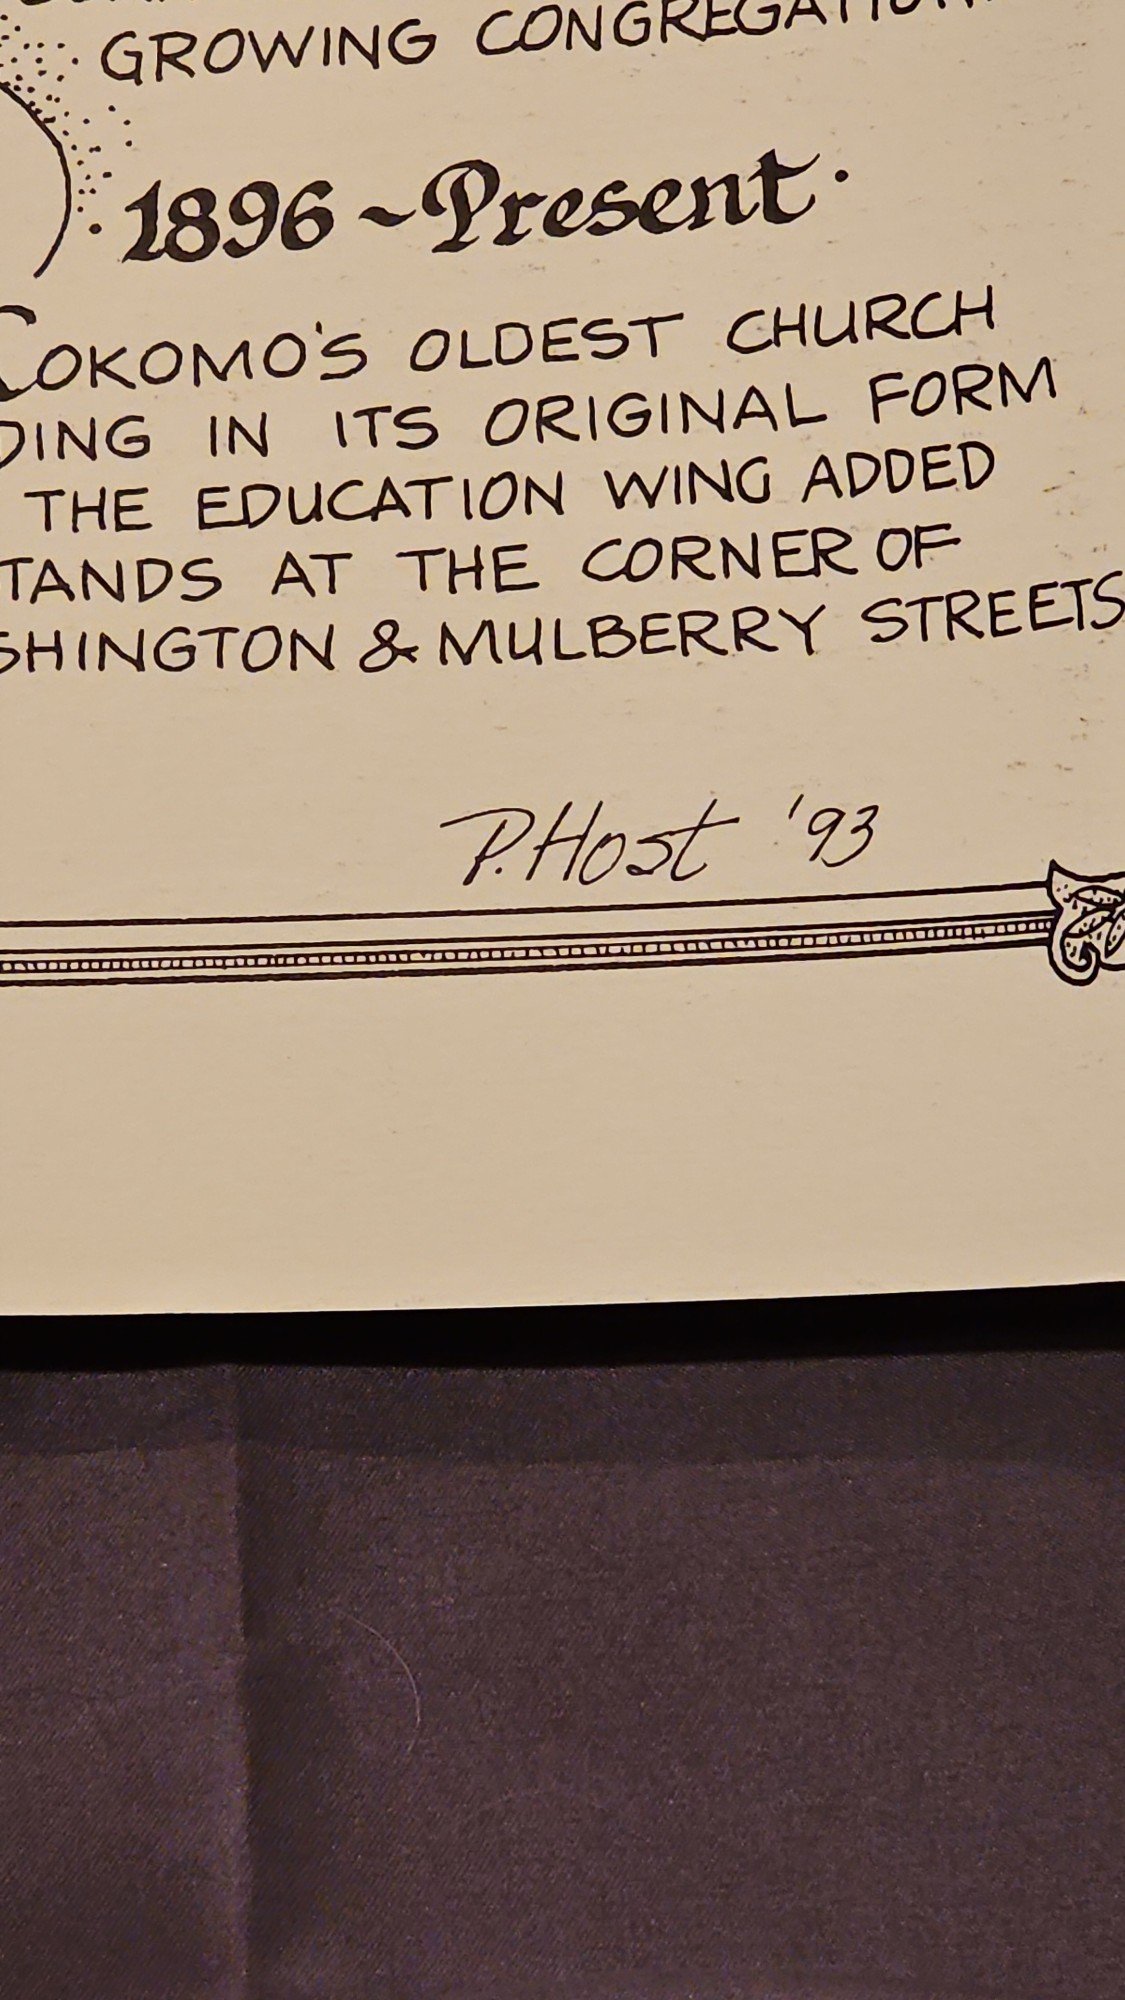 GROWING CONGREGATION.
·1896~Present·
KOKOMO'S OLDEST CHURCH
DING IN ITS ORIGINAL FORM
THE EDUCATION WING ADDED
TANDS AT THE CORNER OF
SHINGTON & MULBERRY STREETS
P. Host '93